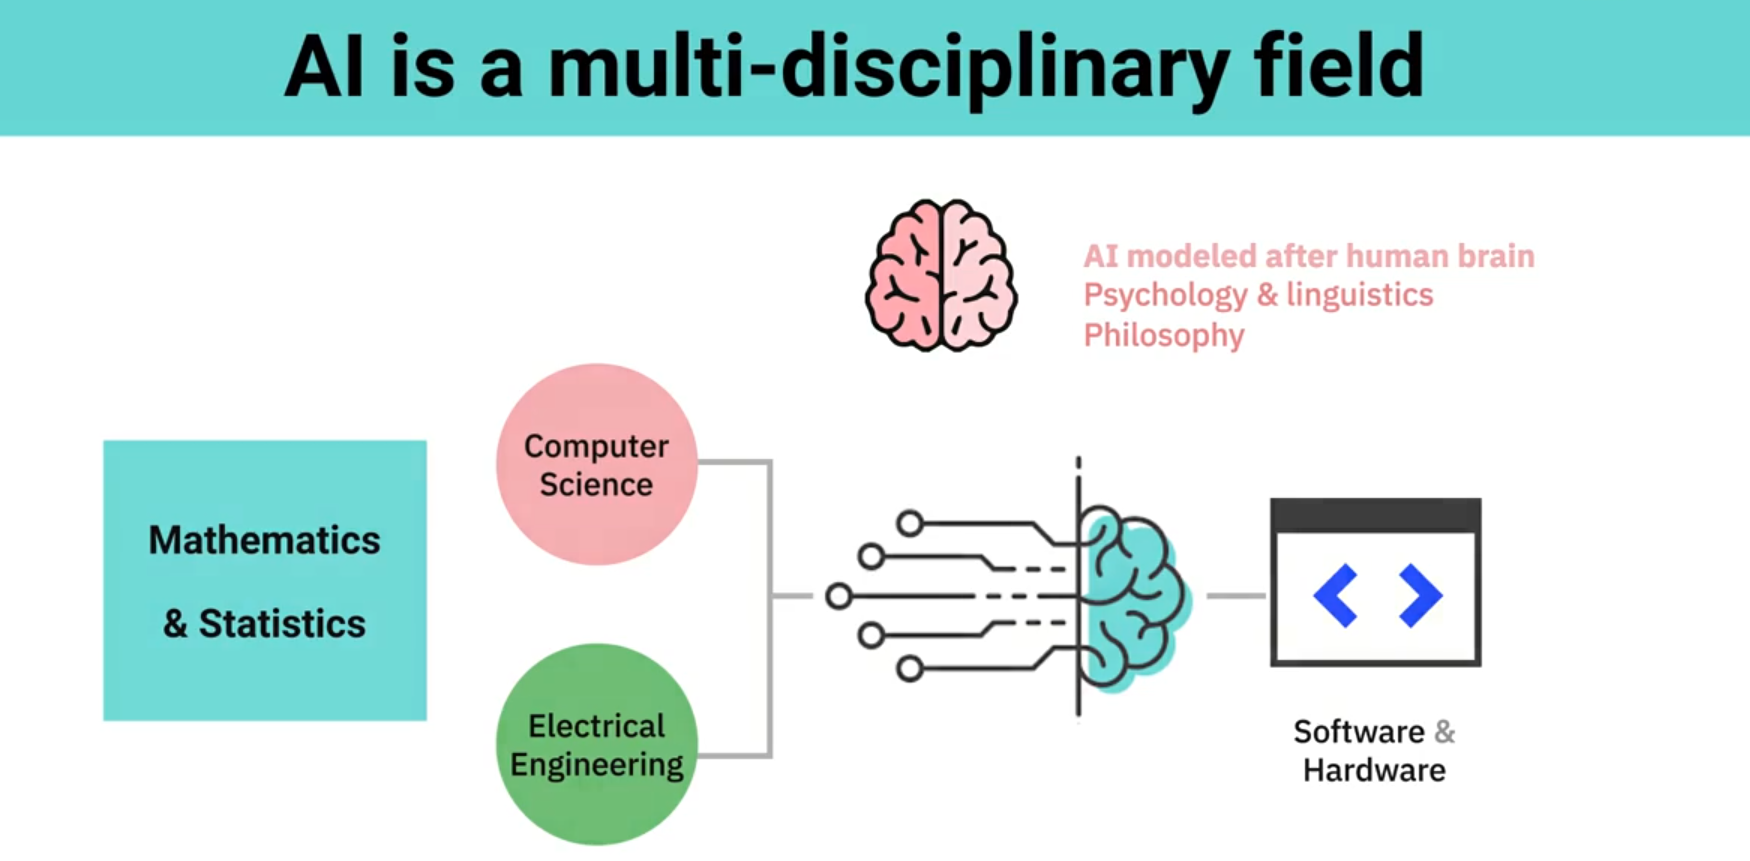 AI is a multi-disciplinary field
AI modeled after human brain
Psychology & linguistics
Philosophy
Computer
Science
Mathematics
& Statistics
Electrical
Engineering
Software &
Hardware